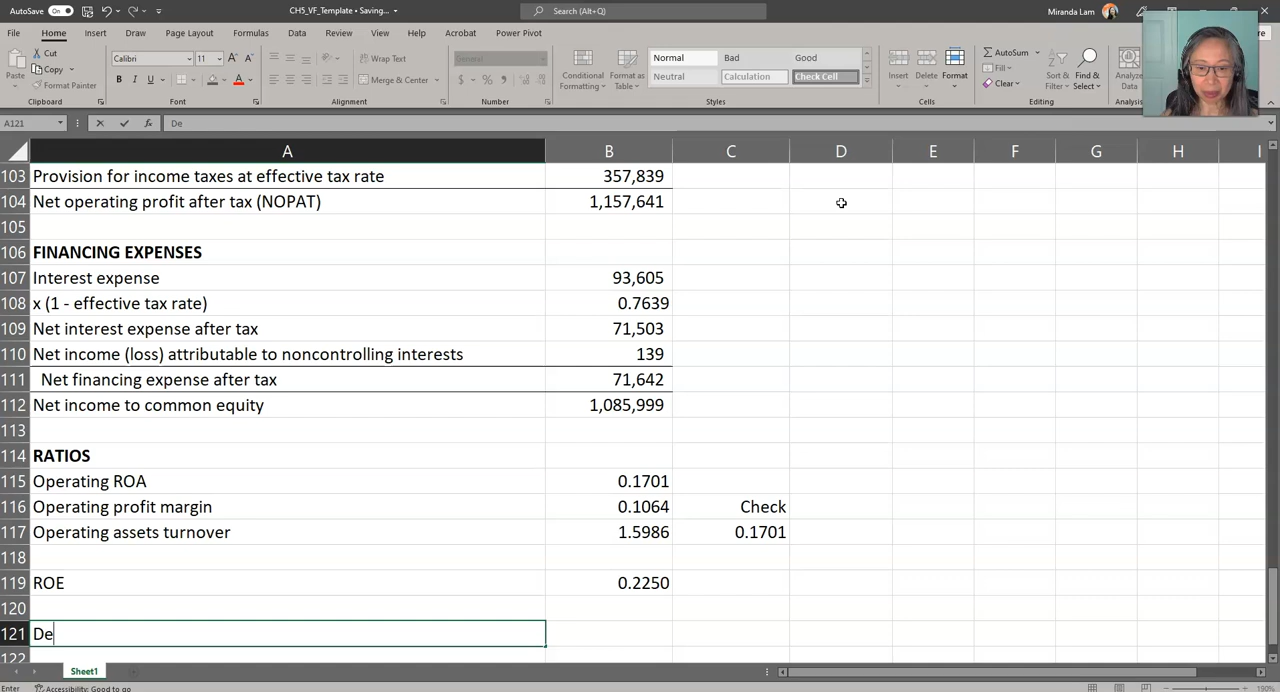 AutoSave On
CH5_VF_Template • Saving...
Search (Alt+Q)
Miranda Lam
File Home Insert Draw Page Layout Formulas Data Review View Help Acrobat Power Pivot
Paste
Cut
Copy
Format Painter
Clipboard
Calibri 11
B I U
Font
Wrap Text
Merge & Center
Alignment
General
$ % ,
Number
Conditional Formatting
Format as Table
Normal Bad Good
Neutral Calculation Check Cell
Styles
Insert Delete Format
Cells
AutoSum
Fill
Clear
Sort & Filter
Find & Select
Editing
Analyze Data
Analysis
A121 fx De
A B C D E F G H I
103 Provision for income taxes at effective tax rate 357,839
104 Net operating profit after tax (NOPAT) 1,157,641
105
106 FINANCING EXPENSES
107 Interest expense 93,605
108 x (1 - effective tax rate) 0.7639
109 Net interest expense after tax 71,503
110 Net income (loss) attributable to noncontrolling interests 139
111 Net financing expense after tax 71,642
112 Net income to common equity 1,085,999
113
114 RATIOS
115 Operating ROA 0.1701
116 Operating profit margin 0.1064 Check
117 Operating assets turnover 1.5986 0.1701
118
119 ROE 0.2250
120
121 De
122
Sheet1
Enter Accessibility: Good to go 190%